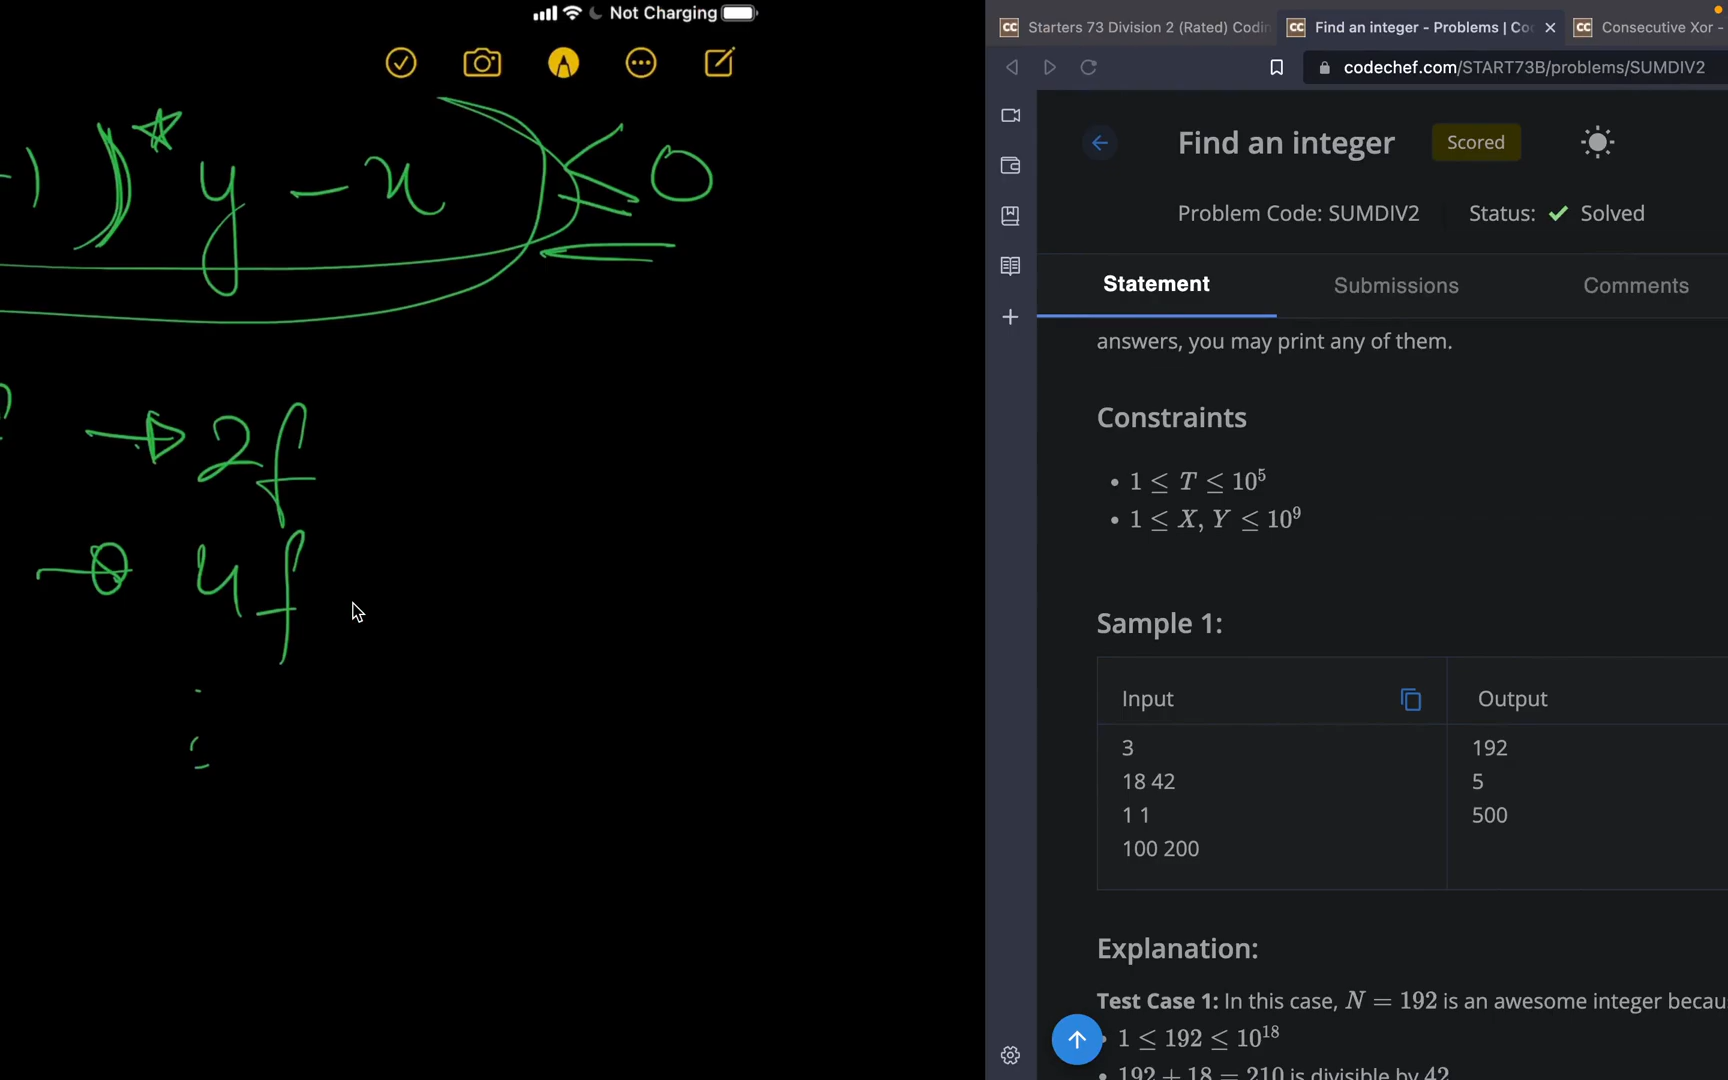 Not Charging
-1)* y - x) <= 0
→ 2f
→ 4f
Starters 73 Division 2 (Rated) Codin
Find an integer - Problems | Co
Consecutive Xor -
codechef.com/START73B/problems/SUMDIV2
Find an integer
Scored
Problem Code: SUMDIV2
Status: ✓ Solved
Statement
Submissions
Comments
answers, you may print any of them.
Constraints
• 1 ≤ T ≤ 10^5
• 1 ≤ X, Y ≤ 10^9
Sample 1:
Input
Output
3
192
18 42
5
1 1
500
100 200
Explanation:
Test Case 1: In this case, N = 192 is an awesome integer becau
• 1 ≤ 192 ≤ 10^18
• 192 + 18 = 210 is divisible by 42